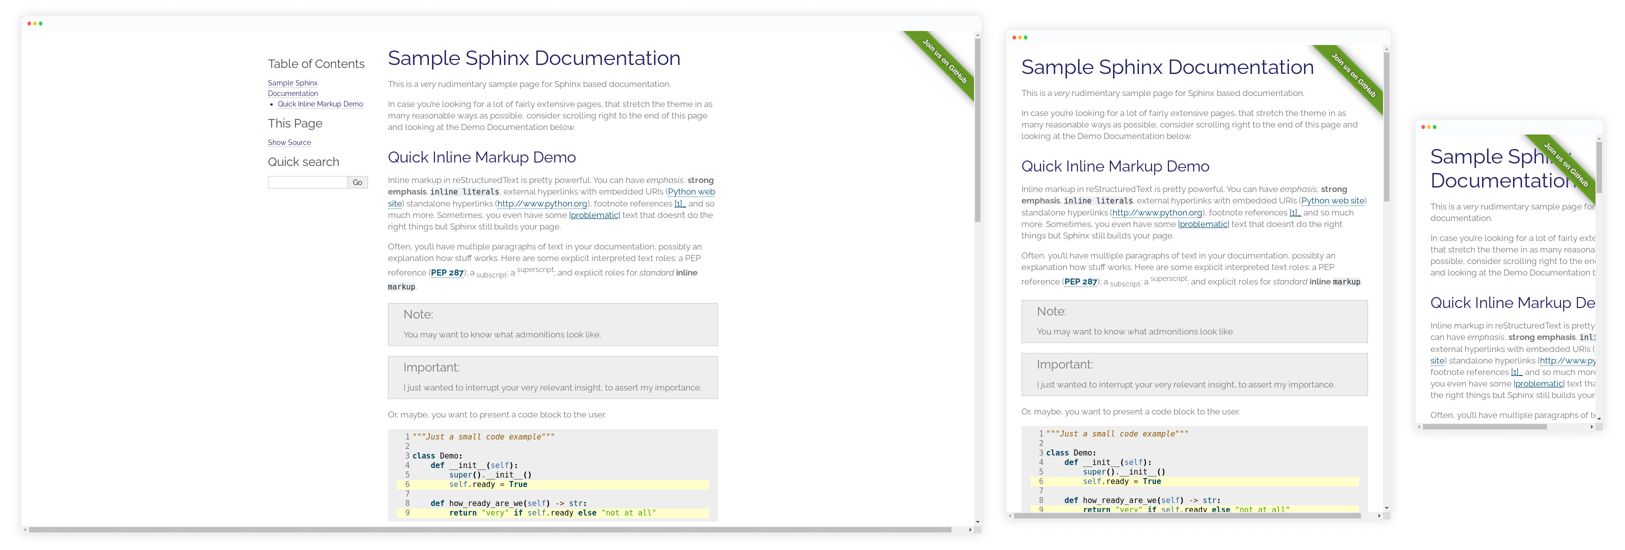 Join us on GitHub
Table of Contents
Sample Sphinx
Documentation
Quick Inline Markup Demo
This Page
Show Source
Quick search
Go
Sample Sphinx Documentation
This is a very rudimentary sample page for Sphinx based documentation.
In case you're looking for a lot of fairly extensive pages, that stretch the theme in as
many reasonable ways as possible, consider scrolling right to the end of this page
and looking at the Demo Documentation below.
Quick Inline Markup Demo
Inline markup in reStructuredText is pretty powerful. You can have emphasis, strong
emphasis, inline literals, external hyperlinks with embedded URIs (Python web
site) standalone hyperlinks (http://www.python.org), footnote references [1]_ and so
much more. Sometimes, you even have some |problematic| text that doesn't do the
right things but Sphinx still builds your page.
Often, you'll have multiple paragraphs of text in your documentation, possibly an
explanation how stuff works. Here are some explicit interpreted text roles: a PEP
reference (PEP 287); a subscript; a superscript; and explicit roles for standard inline
markup.
Note:
You may want to know what admonitions look like.
Important:
I just wanted to interrupt your very relevant insight, to assert my importance.
Or, maybe, you want to present a code block to the user.
1 """Just a small code example"""
2
3 class Demo:
4 def __init__(self):
5 super().__init__()
6 self.ready = True
7
8 def how_ready_are_we(self) -> str:
9 return "very" if self.ready else "not at all"
Join us on GitHub
Sample Sphinx Documentation
This is a very rudimentary sample page for Sphinx based documentation.
In case you're looking for a lot of fairly extensive pages, that stretch the theme in as
many reasonable ways as possible, consider scrolling right to the end of this page and
looking at the Demo Documentation below.
Quick Inline Markup Demo
Inline markup in reStructuredText is pretty powerful. You can have emphasis, strong
emphasis, inline literals, external hyperlinks with embedded URIs (Python web site)
standalone hyperlinks (http://www.python.org), footnote references [1]_ and so much
more. Sometimes, you even have some |problematic| text that doesn't do the right
things but Sphinx still builds your page.
Often, you'll have multiple paragraphs of text in your documentation, possibly an
explanation how stuff works. Here are some explicit interpreted text roles: a PEP
reference (PEP 287); a subscript; a superscript; and explicit roles for standard inline markup.
Note:
You may want to know what admonitions look like.
Important:
I just wanted to interrupt your very relevant insight, to assert my importance.
Or, maybe, you want to present a code block to the user.
1 """Just a small code example"""
2
3 class Demo:
4 def __init__(self):
5 super().__init__()
6 self.ready = True
7
8 def how_ready_are_we(self) -> str:
9 return "very" if self.ready else "not at all"
Join us on GitHub
Sample Sphinx
Documentation
This is a very rudimentary sample page for
documentation.
In case you're looking for a lot of fairly exte
that stretch the theme in as many reasona
possible, consider scrolling right to the en
and looking at the Demo Documentation b
Quick Inline Markup De
Inline markup in reStructuredText is pretty
can have emphasis, strong emphasis, inli
external hyperlinks with embedded URIs (
site) standalone hyperlinks (http://www.py
footnote references [1]_ and so much more
you even have some |problematic| text tha
the right things but Sphinx still builds your
Often, you'll have multiple paragraphs of te